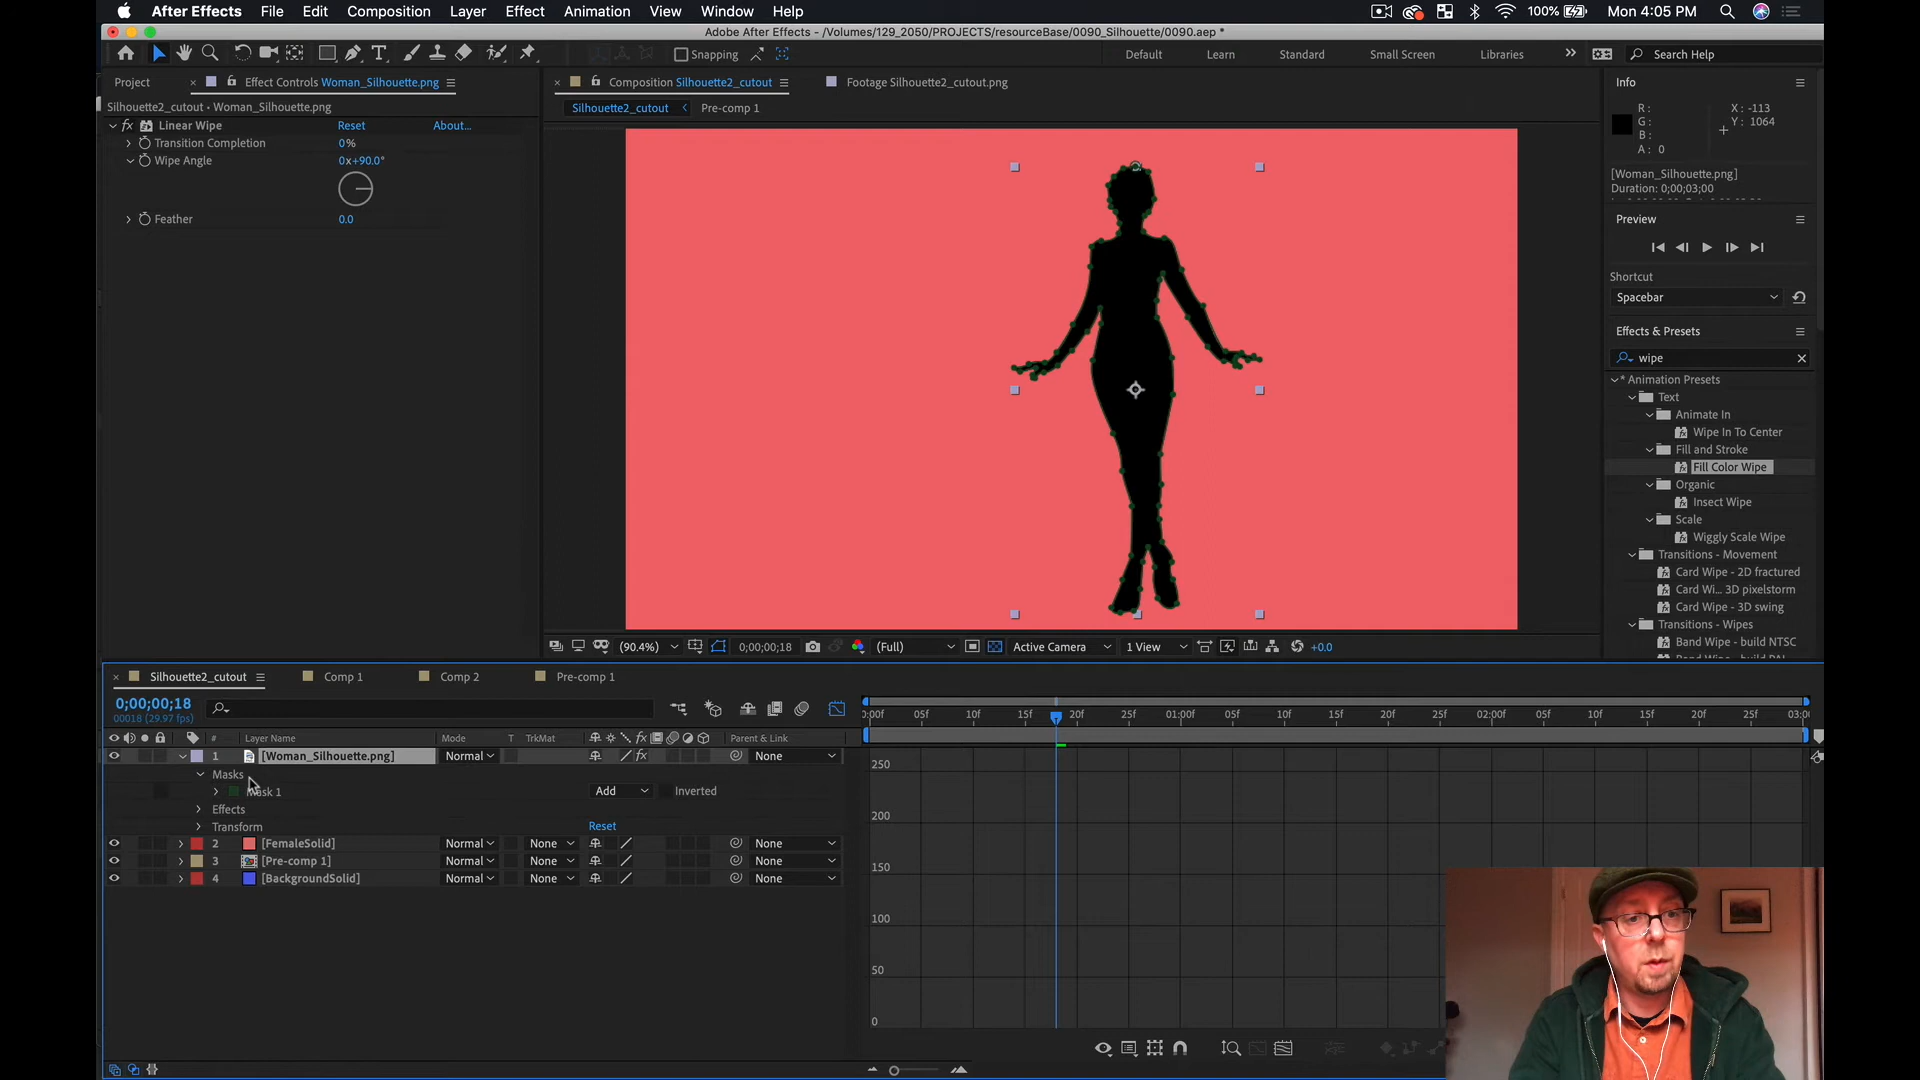 After Effects File Edit Composition Layer Effect Animation View Window Help 100% Mon 4:05 PM
Adobe After Effects - /Volumes/129_2050/PROJECTS/resourceBase/0090_Silhouette/0090.aep *
Snapping Default Learn Standard Small Screen Libraries Search Help
Project Effect Controls Woman_Silhouette.png
Composition Silhouette2_cutout Footage Silhouette2_cutout.png
Info
Silhouette2_cutout • Woman_Silhouette.png
Silhouette2_cutout Pre-comp 1
R: X: -113
G: Y: 1064
B:
A: 0
fx Linear Wipe Reset About...
Transition Completion 0%
Wipe Angle 0x+90.0°
Feather 0.0
[Woman_Silhouette.png]
Duration: 0;00;03;00
Preview
Shortcut
Spacebar
Effects & Presets
wipe
* Animation Presets
Text
Animate In
Wipe In To Center
Fill and Stroke
Fill Color Wipe
Organic
Insect Wipe
Scale
Wiggly Scale Wipe
Transitions - Movement
Card Wipe - 2D fractured
Card Wi... 3D pixelstorm
Card Wipe - 3D swing
Transitions - Wipes
Band Wipe - build NTSC
(90.4%) 0;00;00;18 (Full) Active Camera 1 View +0.0
Silhouette2_cutout Comp 1 Comp 2 Pre-comp 1
0;00;00;18
00018 (29.97 fps)
:00f 05f 10f 15f 20f 25f 01:00f 05f 10f 15f 20f 25f 02:00f 05f 10f 15f 20f 25f 03:00
# Layer Name Mode T TrkMat Parent & Link
1 [Woman_Silhouette.png] Normal None
Masks
Mask 1 Add Inverted
Effects
Transform Reset
2 [FemaleSolid] Normal None None
3 [Pre-comp 1] Normal None None
4 [BackgroundSolid] Normal None None
250
200
150
100
50
0